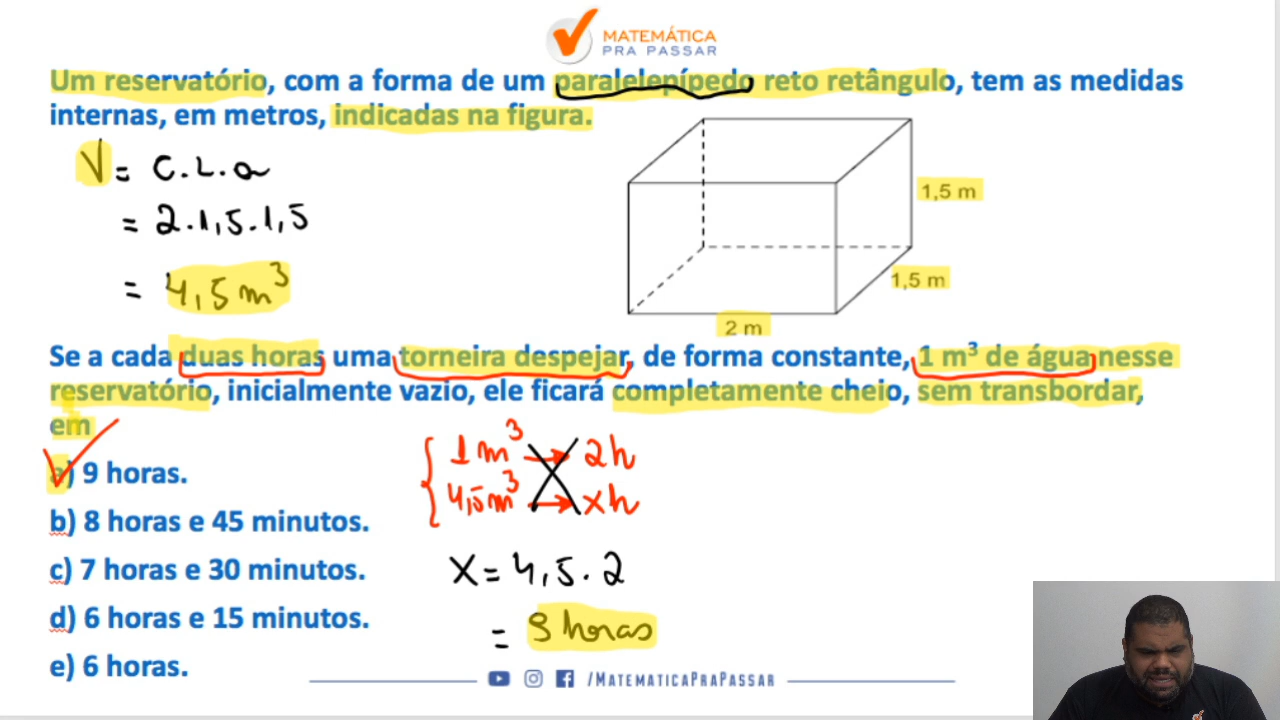 MATEMÁTICA
PRA PASSAR
Um reservatório, com a forma de um paralelepípedo reto retângulo, tem as medidas
internas, em metros, indicadas na figura.
V = C.L.a
= 2.1,5.1,5
= 4,5 m³
1,5 m
1,5 m
2 m
Se a cada duas horas uma torneira despejar, de forma constante, 1 m³ de água nesse
reservatório, inicialmente vazio, ele ficará completamente cheio, sem transbordar,
em
a) 9 horas.
b) 8 horas e 45 minutos.
c) 7 horas e 30 minutos.
d) 6 horas e 15 minutos.
e) 6 horas.
1m³ → 2h
4,5m³ → xh
X = 4,5.2
= 9 horas
/MatematicaPraPassar